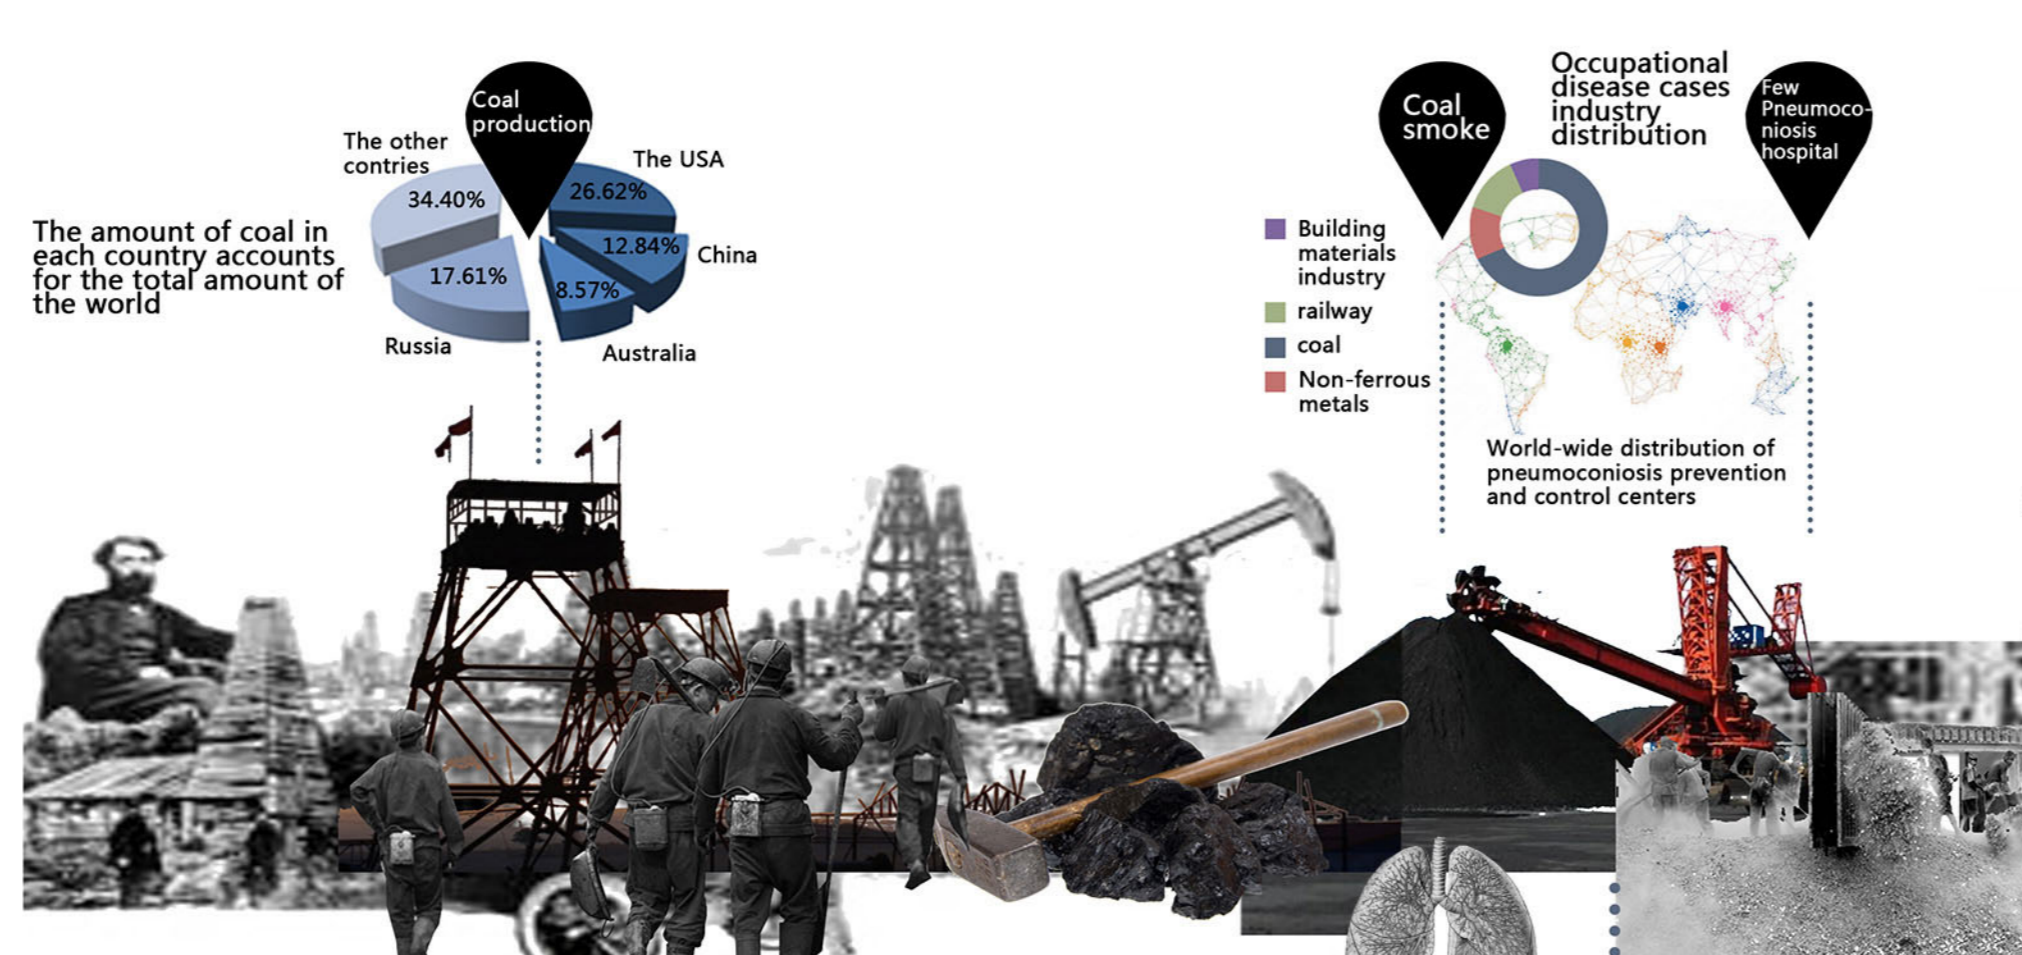 The amount of coal in
each country accounts
for the total amount of
the world
Coal
production
The other
contries
34.40%
The USA
26.62%
12.84%
China
17.61%
8.57%
Russia
Australia
Coal
smoke
Occupational
disease cases
industry
distribution
Few
Pneumoco-
niosis
hospital
Building
materials
industry
railway
coal
Non-ferrous
metals
World-wide distribution of
pneumoconiosis prevention
and control centers